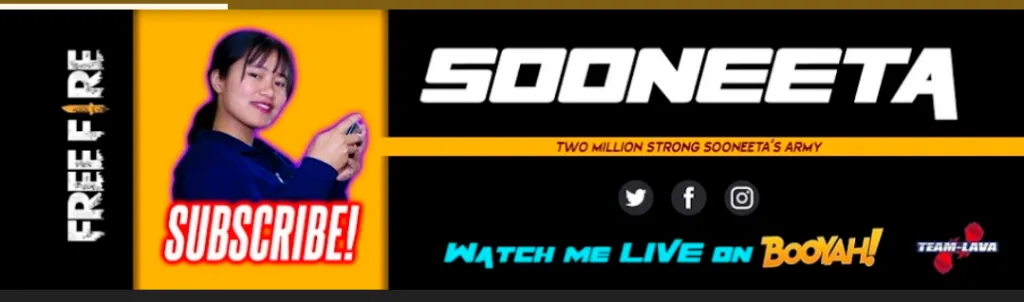 FREE FIRE
SUBSCRIBE!
SOONEETA
TWO MILLION STRONG SOONEETA'S ARMY
WATCH ME LIVE ON BOOYAH!
TEAM-LAVA